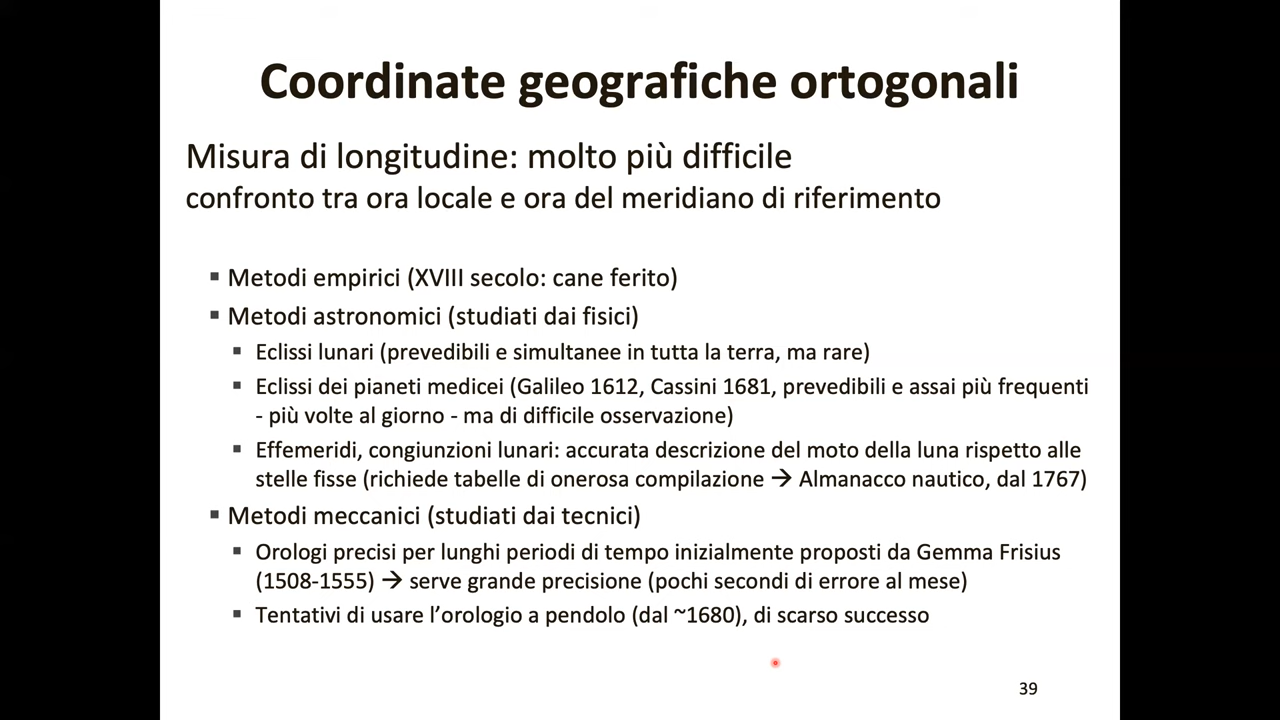 Coordinate geografiche ortogonali
Misura di longitudine: molto più difficile
confronto tra ora locale e ora del meridiano di riferimento
▪ Metodi empirici (XVIII secolo: cane ferito)
▪ Metodi astronomici (studiati dai fisici)
▪ Eclissi lunari (prevedibili e simultanee in tutta la terra, ma rare)
▪ Eclissi dei pianeti medicei (Galileo 1612, Cassini 1681, prevedibili e assai più frequenti
- più volte al giorno - ma di difficile osservazione)
▪ Effemeridi, congiunzioni lunari: accurata descrizione del moto della luna rispetto alle
stelle fisse (richiede tabelle di onerosa compilazione → Almanacco nautico, dal 1767)
▪ Metodi meccanici (studiati dai tecnici)
▪ Orologi precisi per lunghi periodi di tempo inizialmente proposti da Gemma Frisius
(1508-1555) → serve grande precisione (pochi secondi di errore al mese)
▪ Tentativi di usare l’orologio a pendolo (dal ~1680), di scarso successo
39